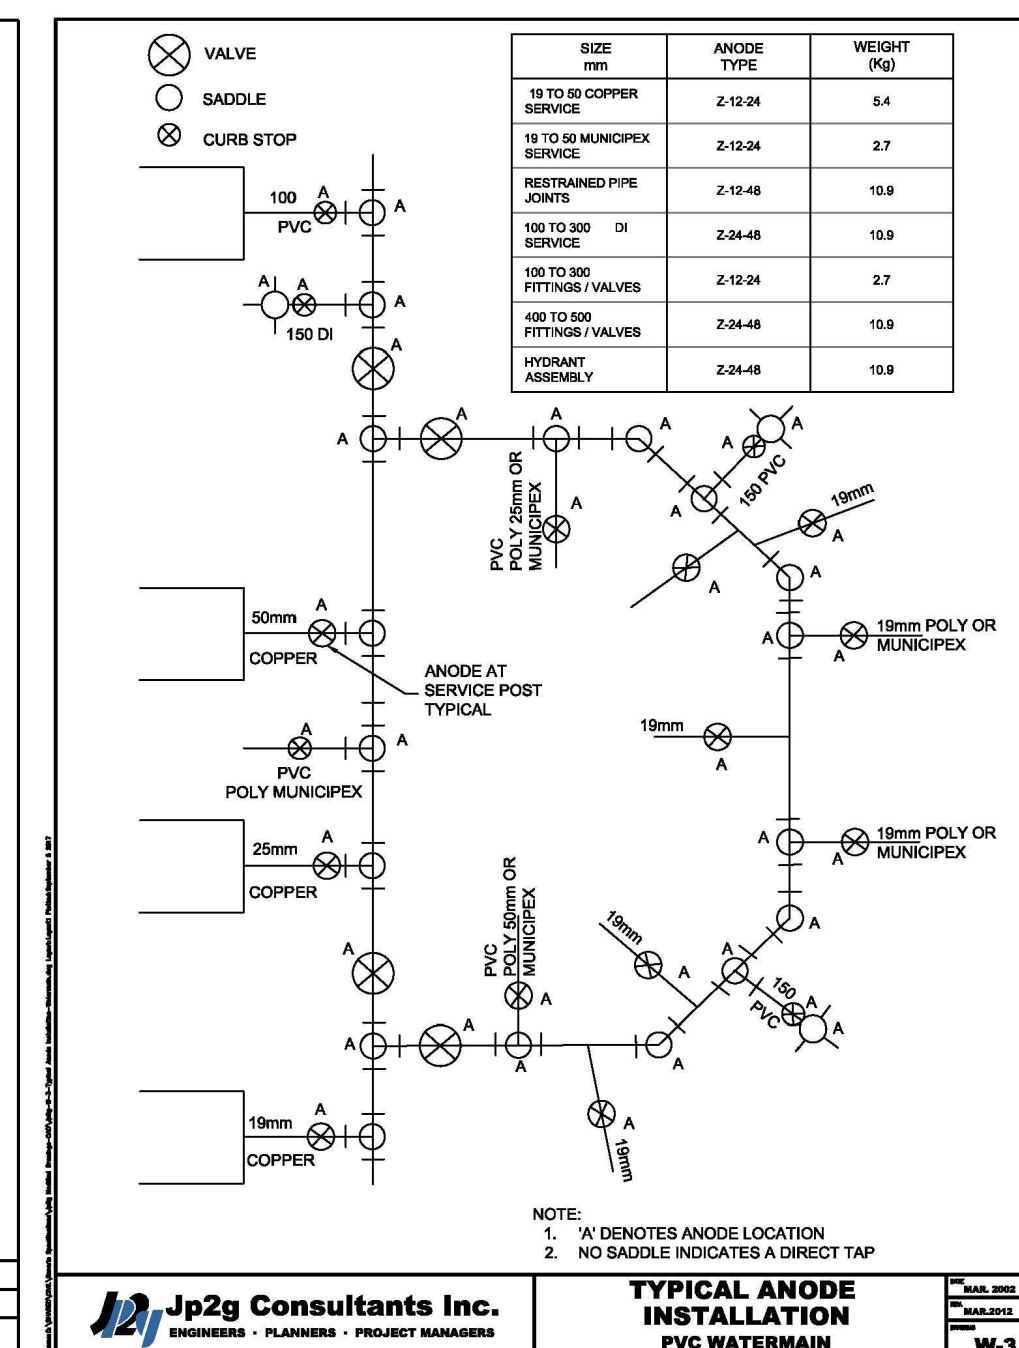 VALVE
SADDLE
CURB STOP
SIZE
mm
ANODE
TYPE
WEIGHT
(Kg)
19 TO 50 COPPER
SERVICE
Z-12-24
5.4
19 TO 50 MUNICIPEX
SERVICE
Z-12-24
2.7
RESTRAINED PIPE
JOINTS
Z-12-48
10.9
100 TO 300 DI
SERVICE
Z-24-48
10.9
100 TO 300
FITTINGS / VALVES
Z-12-24
2.7
400 TO 500
FITTINGS / VALVES
Z-24-48
10.9
HYDRANT
ASSEMBLY
Z-24-48
10.9
100
A
A
PVC
A
A
A
150 DI
A
A
A
A
A
A
A
150 PVC
A
PVC
POLY 25mm OR
MUNICIPEX
A
19mm
A
A
A
50mm
A
COPPER
ANODE AT
SERVICE POST
TYPICAL
A
19mm POLY OR
MUNICIPEX
A
19mm
A
A
A
PVC
POLY MUNICIPEX
25mm
A
COPPER
A
19mm POLY OR
MUNICIPEX
A
PVC
POLY 50mm OR
MUNICIPEX
A
19mm
A
A
A
150
PVC
A
A
A
A
A
A
A
A
19mm
19mm
A
COPPER
NOTE:
1. 'A' DENOTES ANODE LOCATION
2. NO SADDLE INDICATES A DIRECT TAP
Jp2g
Jp2g Consultants Inc.
ENGINEERS · PLANNERS · PROJECT MANAGERS
TYPICAL ANODE
INSTALLATION
PVC WATERMAIN
MAR. 2002
MAR.2012
W-3